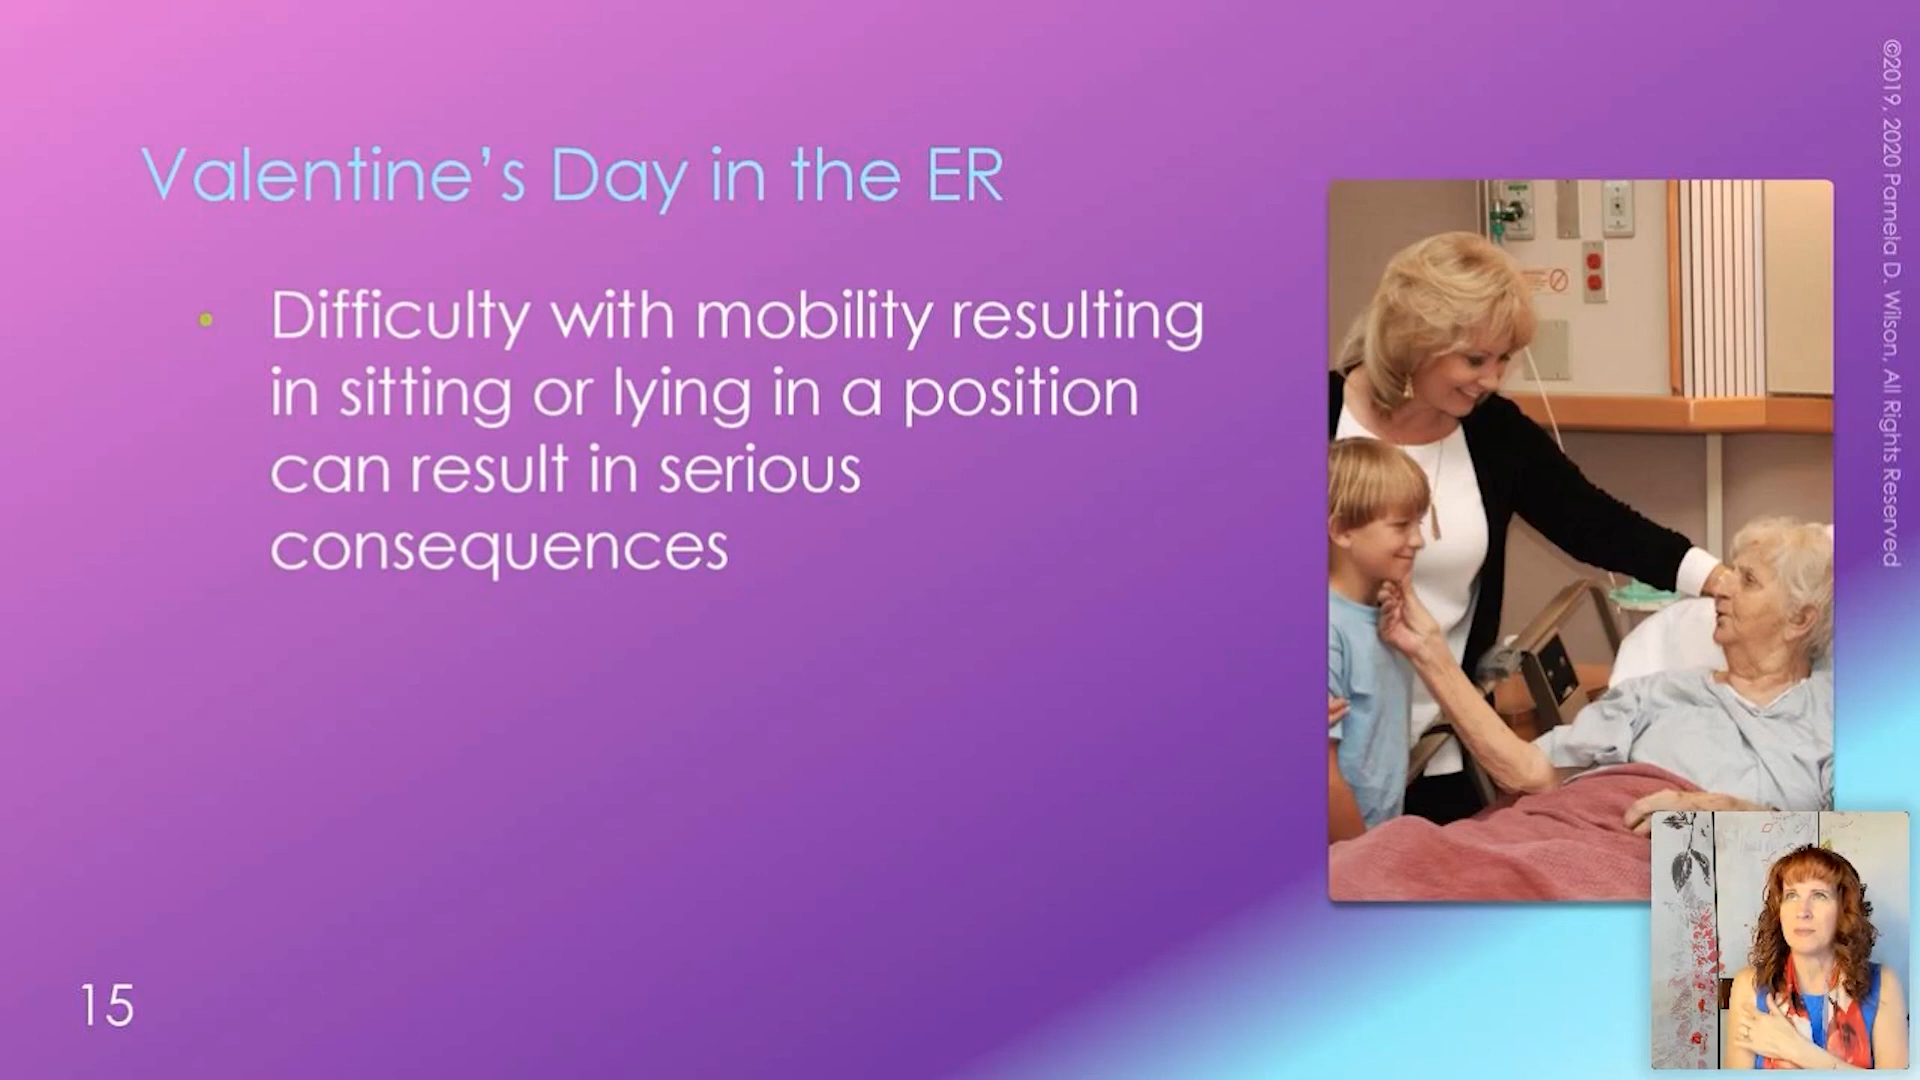 Valentine’s Day in the ER
• Difficulty with mobility resulting
in sitting or lying in a position
can result in serious
consequences
15
©2019, 2020 Pamela D. Wilson, All Rights Reserved